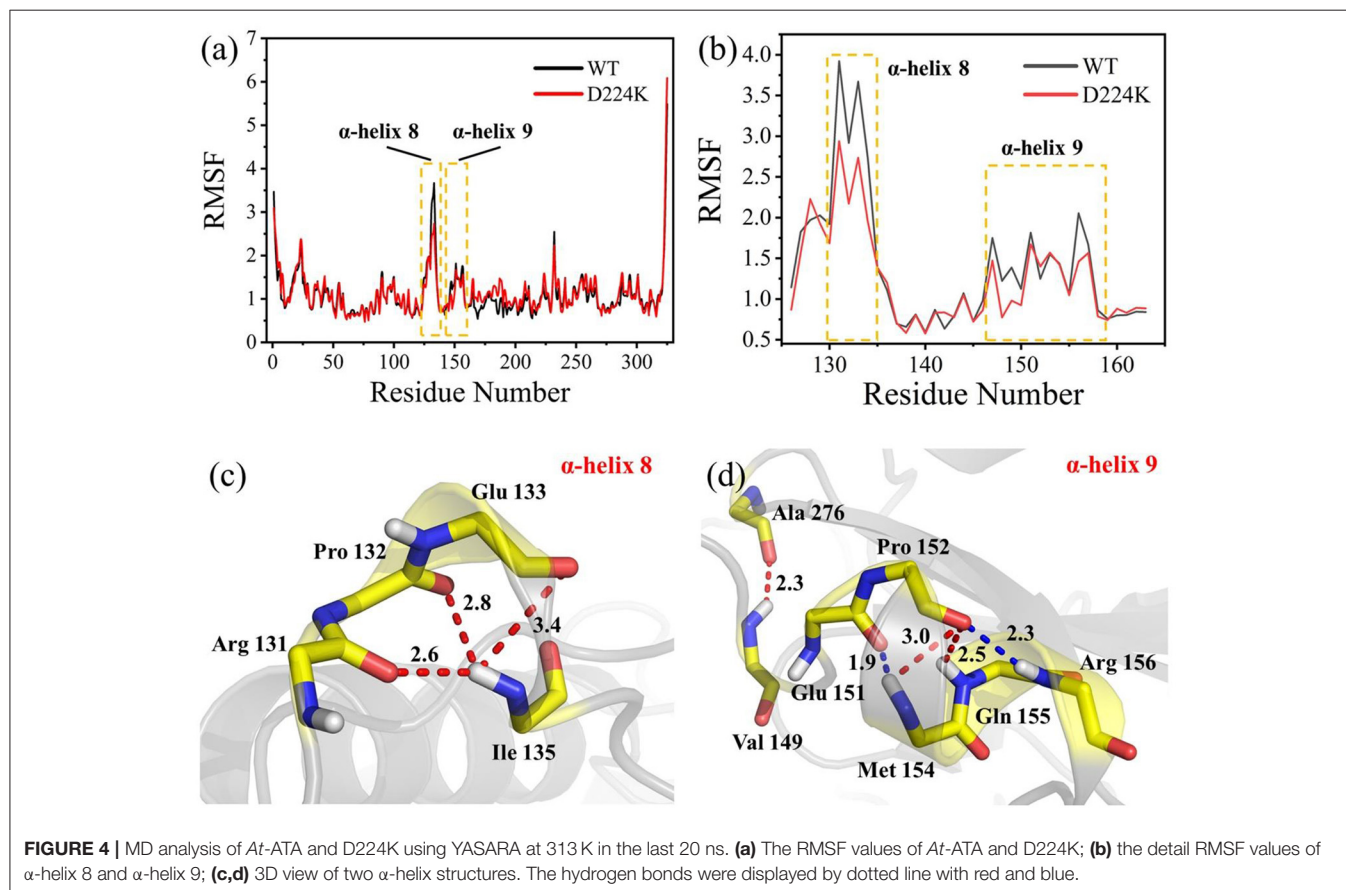 (a)
7
6
5
4
3
2
1
0
RMSF
WT
D224K
α-helix 8
α-helix 9
0 50 100 150 200 250 300
Residue Number
(b)
4.0
3.5
3.0
2.5
2.0
1.5
1.0
0.5
RMSF
α-helix 8
WT
D224K
α-helix 9
130 140 150 160
Residue Number
(c)
α-helix 8
Glu 133
Pro 132
2.8
3.4
Arg 131
2.6
Ile 135
(d)
α-helix 9
Ala 276
Pro 152
2.3
3.0
2.3
2.5
Arg 156
1.9
Glu 151
Gln 155
Val 149
Met 154
FIGURE 4 | MD analysis of At-ATA and D224K using YASARA at 313 K in the last 20 ns. (a) The RMSF values of At-ATA and D224K; (b) the detail RMSF values of
α-helix 8 and α-helix 9; (c,d) 3D view of two α-helix structures. The hydrogen bonds were displayed by dotted line with red and blue.